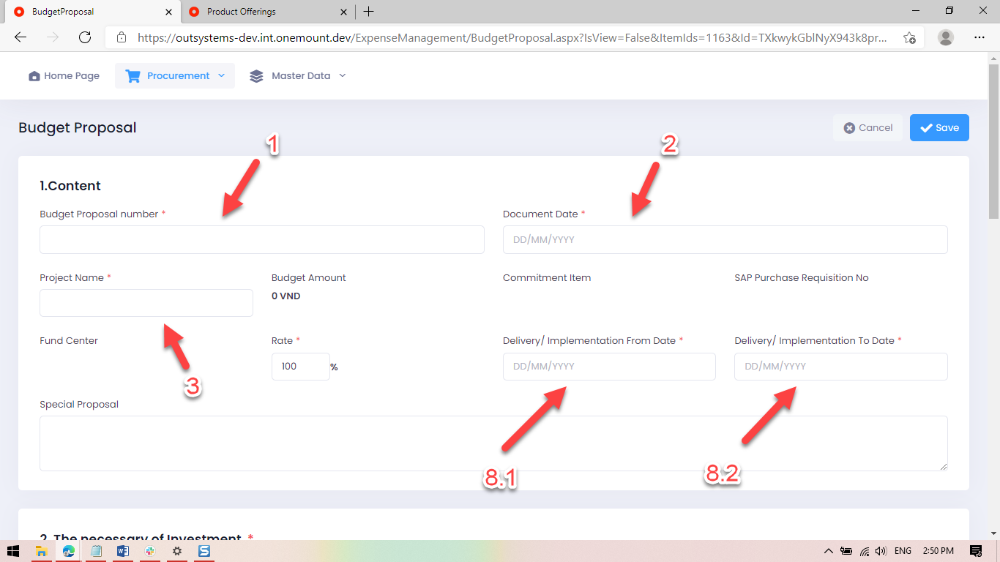 BudgetProposal
Product Offerings
https://outsystems-dev.int.onemount.dev/ExpenseManagement/BudgetProposal.aspx?IsView=False&ItemIds=1163&Id=TXkwykGblNyX943k8pr...
Home Page
Procurement
Master Data
Budget Proposal
Cancel
Save
1
2
1.Content
Budget Proposal number *
Document Date *
DD/MM/YYYY
Project Name *
Budget Amount
Commitment Item
SAP Purchase Requisition No
0 VND
Fund Center
Rate *
Delivery/ Implementation From Date *
Delivery/ Implementation To Date *
100
%
DD/MM/YYYY
DD/MM/YYYY
3
Special Proposal
8.1
8.2
2. The necessary of Investment *
ENG
2:50 PM